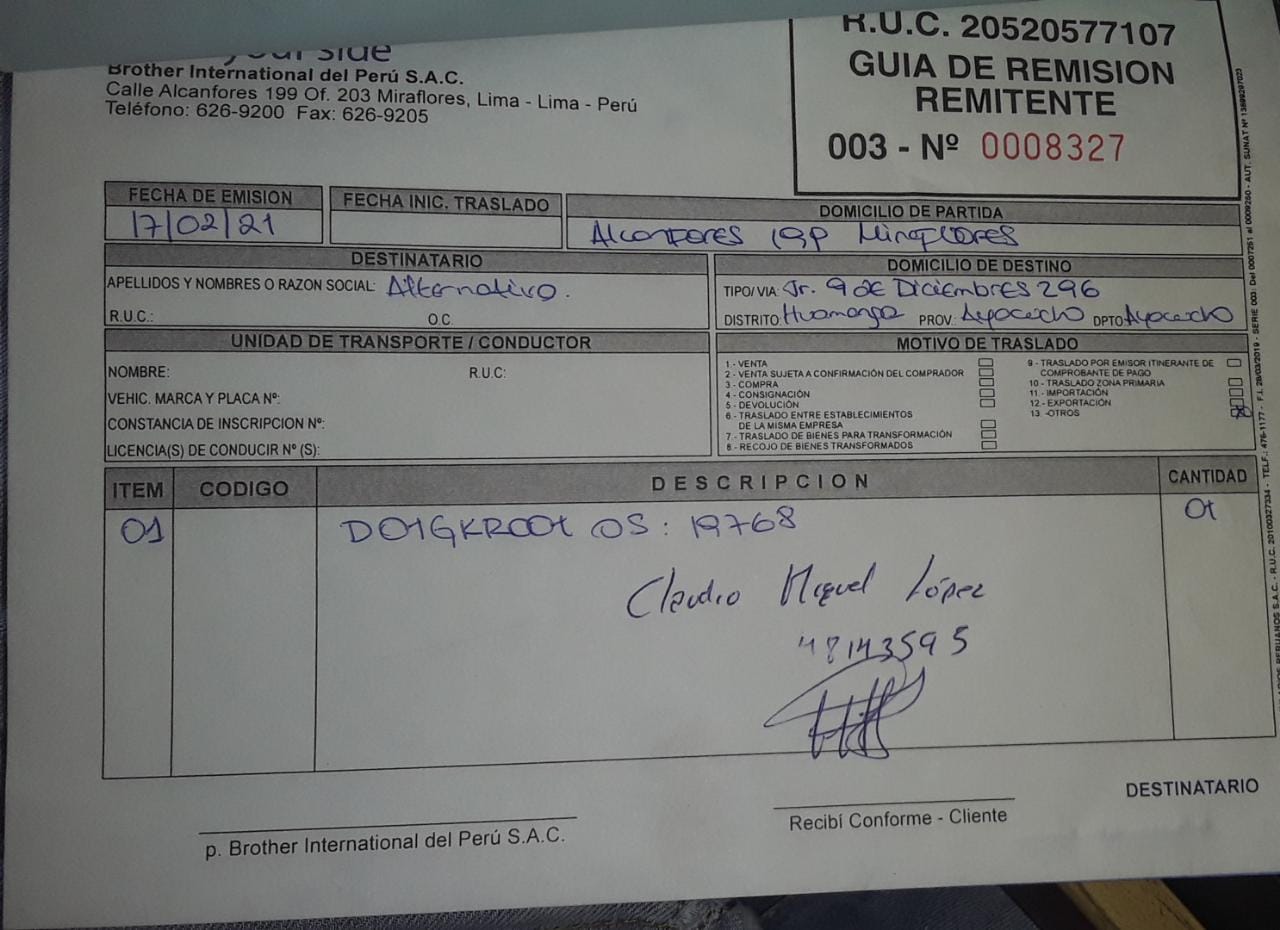 your side
Brother International del Perú S.A.C.
Calle Alcanfores 199 Of. 203 Miraflores, Lima - Lima - Perú
Teléfono: 626-9200 Fax: 626-9205
R.U.C. 20520577107
GUIA DE REMISION
REMITENTE
003 - Nº 0008327
FECHA DE EMISION
17/02/21
FECHA INIC. TRASLADO
DOMICILIO DE PARTIDA
Alcanfores 199 Miraflores
DESTINATARIO
APELLIDOS Y NOMBRES O RAZON SOCIAL: Alternativo.
R.U.C.: O.C.
DOMICILIO DE DESTINO
TIPO/VIA: Jr. 9 de Diciembres 296
DISTRITO: Huamanga PROV.: Ayacucho DPTO: Ayacucho
UNIDAD DE TRANSPORTE / CONDUCTOR
NOMBRE: R.U.C:
VEHIC. MARCA Y PLACA Nº:
CONSTANCIA DE INSCRIPCION Nº:
LICENCIA(S) DE CONDUCIR Nº (S):
MOTIVO DE TRASLADO
1 - VENTA
2 - VENTA SUJETA A CONFIRMACIÓN DEL COMPRADOR
3 - COMPRA
4 - CONSIGNACIÓN
5 - DEVOLUCIÓN
6 - TRASLADO ENTRE ESTABLECIMIENTOS
DE LA MISMA EMPRESA
7 - TRASLADO DE BIENES PARA TRANSFORMACIÓN
8 - RECOJO DE BIENES TRANSFORMADOS
9 - TRASLADO POR EMISOR ITINERANTE DE
COMPROBANTE DE PAGO
10 - TRASLADO ZONA PRIMARIA
11 - IMPORTACIÓN
12 - EXPORTACIÓN
13 -OTROS
ITEM CODIGO DESCRIPCION CANTIDAD
01 D01GKR001 OS: 19768 01
Claudio Miguel López
48143595
p. Brother International del Perú S.A.C.
Recibí Conforme - Cliente
DESTINATARIO